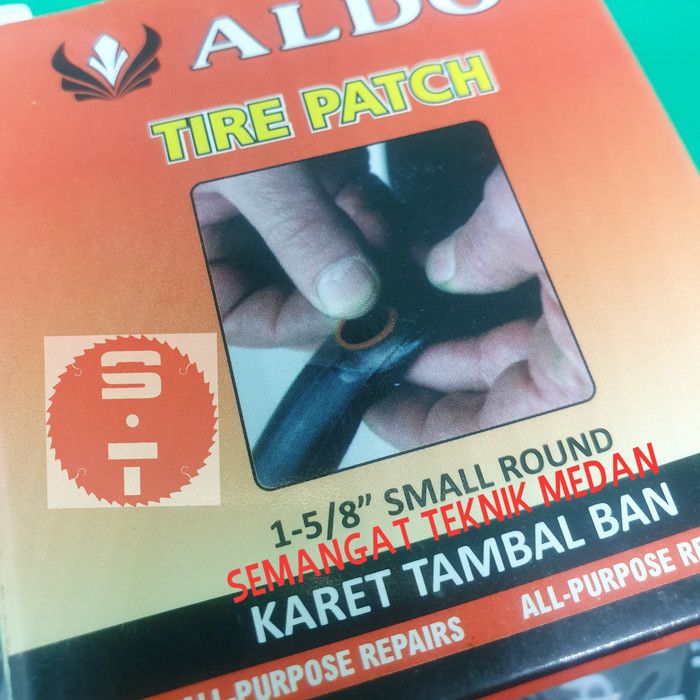 ALDO
TIRE PATCH
S.T
1-5/8" SMALL ROUND
SEMANGAT TEKNIK MEDAN
KARET TAMBAL BAN
ALL-PURPOSE REPAIRS ALL-PURPOSE RE